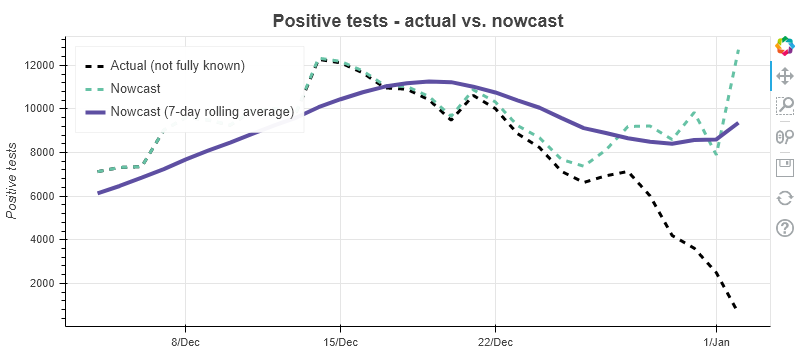 Positive tests - actual vs. nowcast
Actual (not fully known)
Nowcast
Nowcast (7-day rolling average)
Positive tests
12000
10000
8000
6000
4000
2000
8/Dec
15/Dec
22/Dec
1/Jan